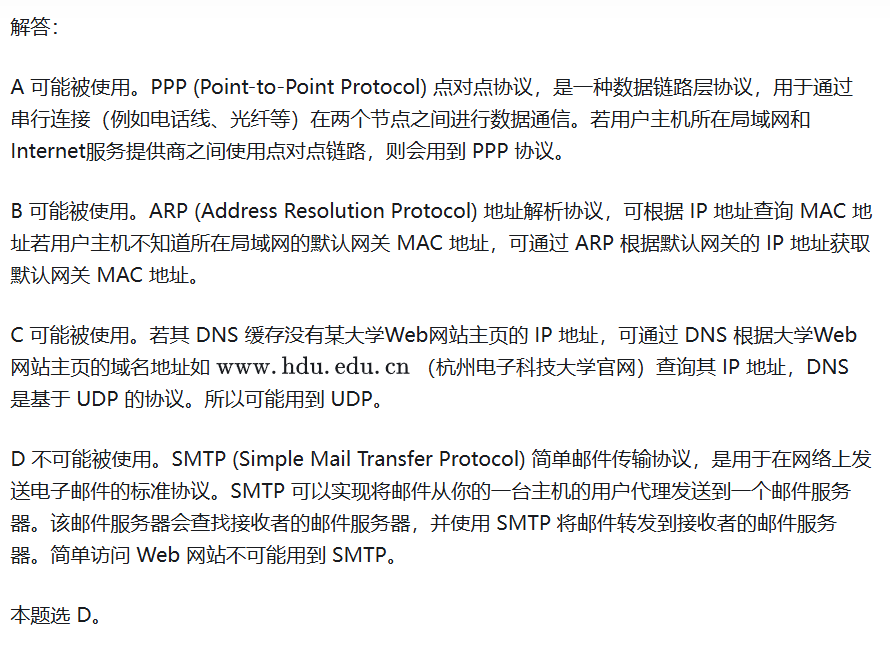 解答：
A 可能被使用。PPP (Point-to-Point Protocol) 点对点协议，是一种数据链路层协议，用于通过
串行连接（例如电话线、光纤等）在两个节点之间进行数据通信。若用户主机所在局域网和
Internet服务提供商之间使用点对点链路，则会用到 PPP 协议。
B 可能被使用。ARP (Address Resolution Protocol) 地址解析协议，可根据 IP 地址查询 MAC 地
址若用户主机不知道所在局域网的默认网关 MAC 地址，可通过 ARP 根据默认网关的 IP 地址获取
默认网关 MAC 地址。
C 可能被使用。若其 DNS 缓存没有某大学Web网站主页的 IP 地址，可通过 DNS 根据大学Web
网站主页的域名地址如 www.hdu.edu.cn （杭州电子科技大学官网）查询其 IP 地址，DNS
是基于 UDP 的协议。所以可能用到 UDP。
D 不可能被使用。SMTP (Simple Mail Transfer Protocol) 简单邮件传输协议，是用于在网络上发
送电子邮件的标准协议。SMTP 可以实现将邮件从你的一台主机的用户代理发送到一个邮件服务
器。该邮件服务器会查找接收者的邮件服务器，并使用 SMTP 将邮件转发到接收者的邮件服务
器。简单访问 Web 网站不可能用到 SMTP。
本题选 D。